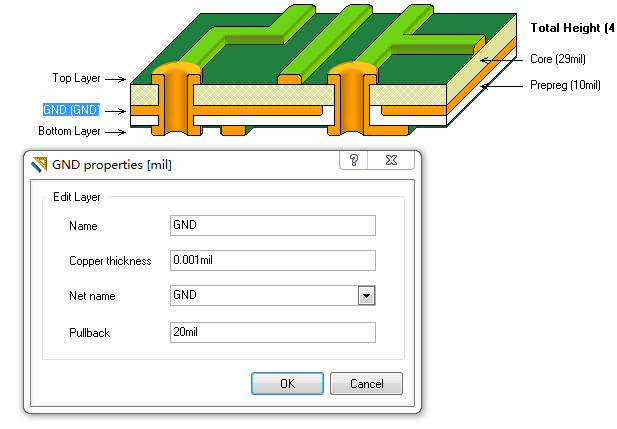 Total Height (4
Core (29mil)
Top Layer
Prepreg (10mil)
GND (GND)
Bottom Layer
GND properties [mil]
?
Edit Layer
Name
GND
Copper thickness
0.001mil
Net name
GND
Pullback
20mil
OK
Cancel